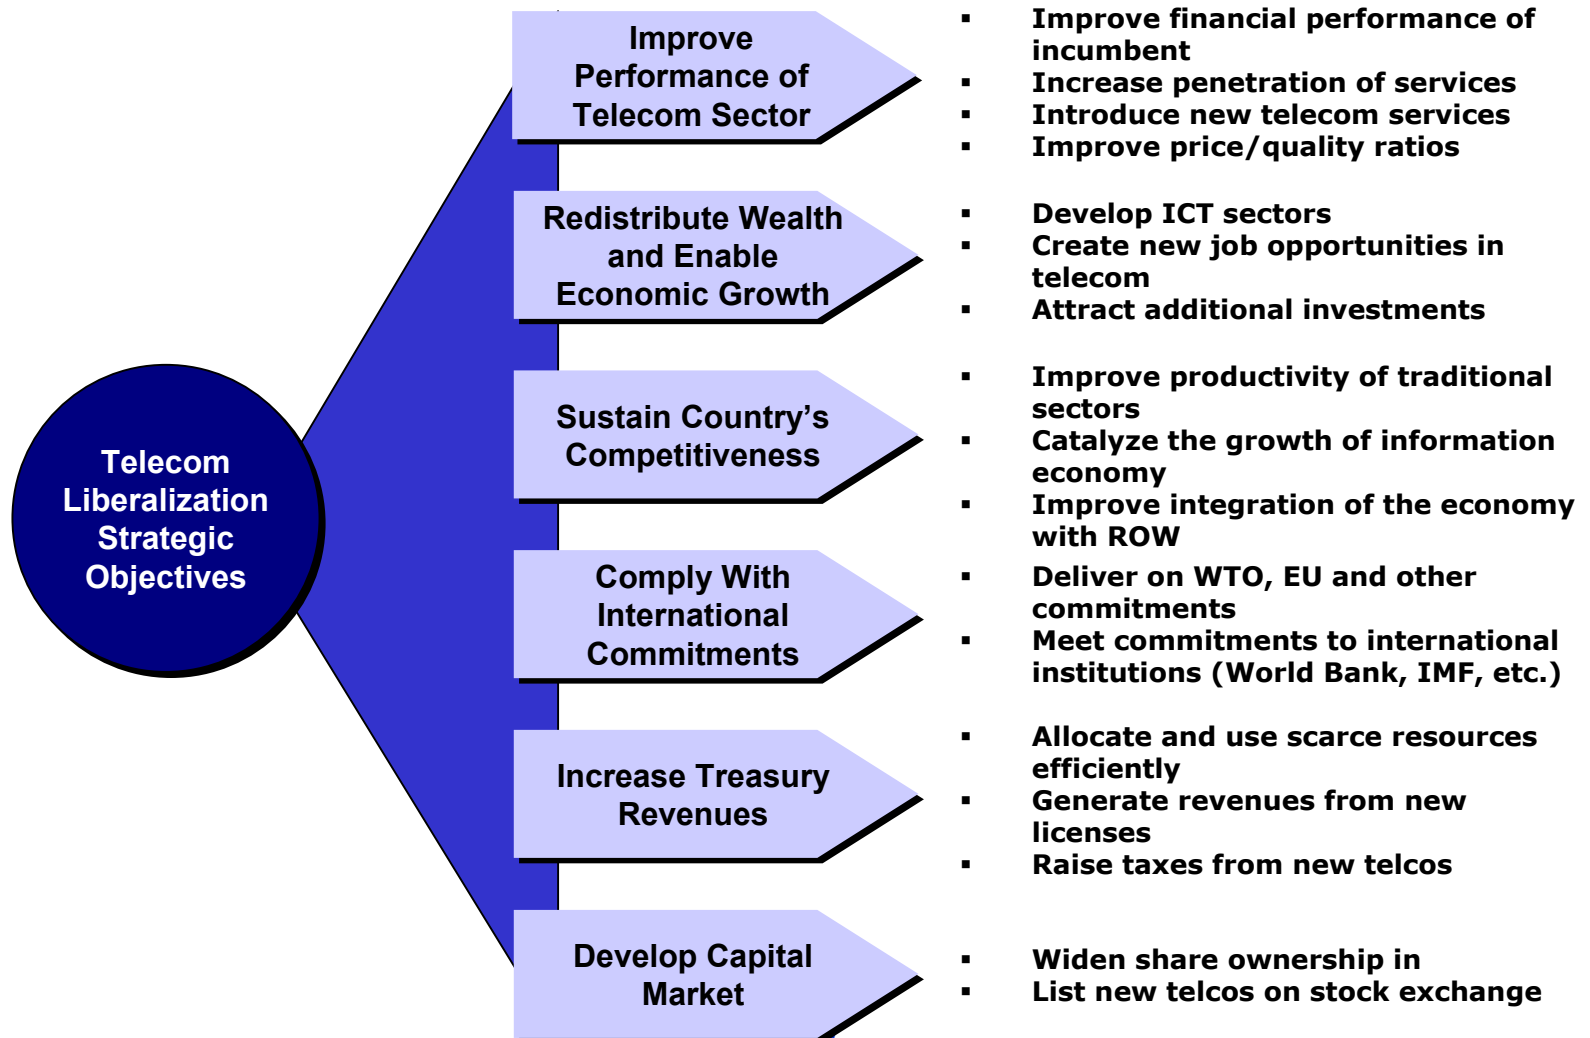 Telecom
Liberalization
Strategic
Objectives
Improve
Performance of
Telecom Sector
▪ Improve financial performance of
incumbent
▪ Increase penetration of services
▪ Introduce new telecom services
▪ Improve price/quality ratios
Redistribute Wealth
and Enable
Economic Growth
▪ Develop ICT sectors
▪ Create new job opportunities in
telecom
▪ Attract additional investments
Sustain Country’s
Competitiveness
▪ Improve productivity of traditional
sectors
▪ Catalyze the growth of information
economy
▪ Improve integration of the economy
with ROW
Comply With
International
Commitments
▪ Deliver on WTO, EU and other
commitments
▪ Meet commitments to international
institutions (World Bank, IMF, etc.)
Increase Treasury
Revenues
▪ Allocate and use scarce resources
efficiently
▪ Generate revenues from new
licenses
▪ Raise taxes from new telcos
Develop Capital
Market
▪ Widen share ownership in
▪ List new telcos on stock exchange